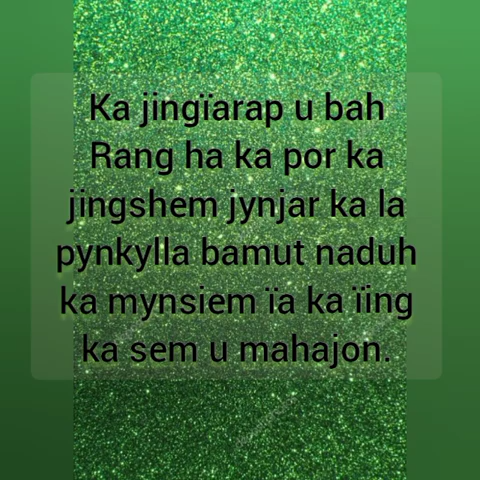 Ka jingïarap u bah
Rang ha ka por ka
jingshem jynjar ka la
pynkylla bamut naduh
ka mynsiem ïa ka ïing
ka sem u mahajon.